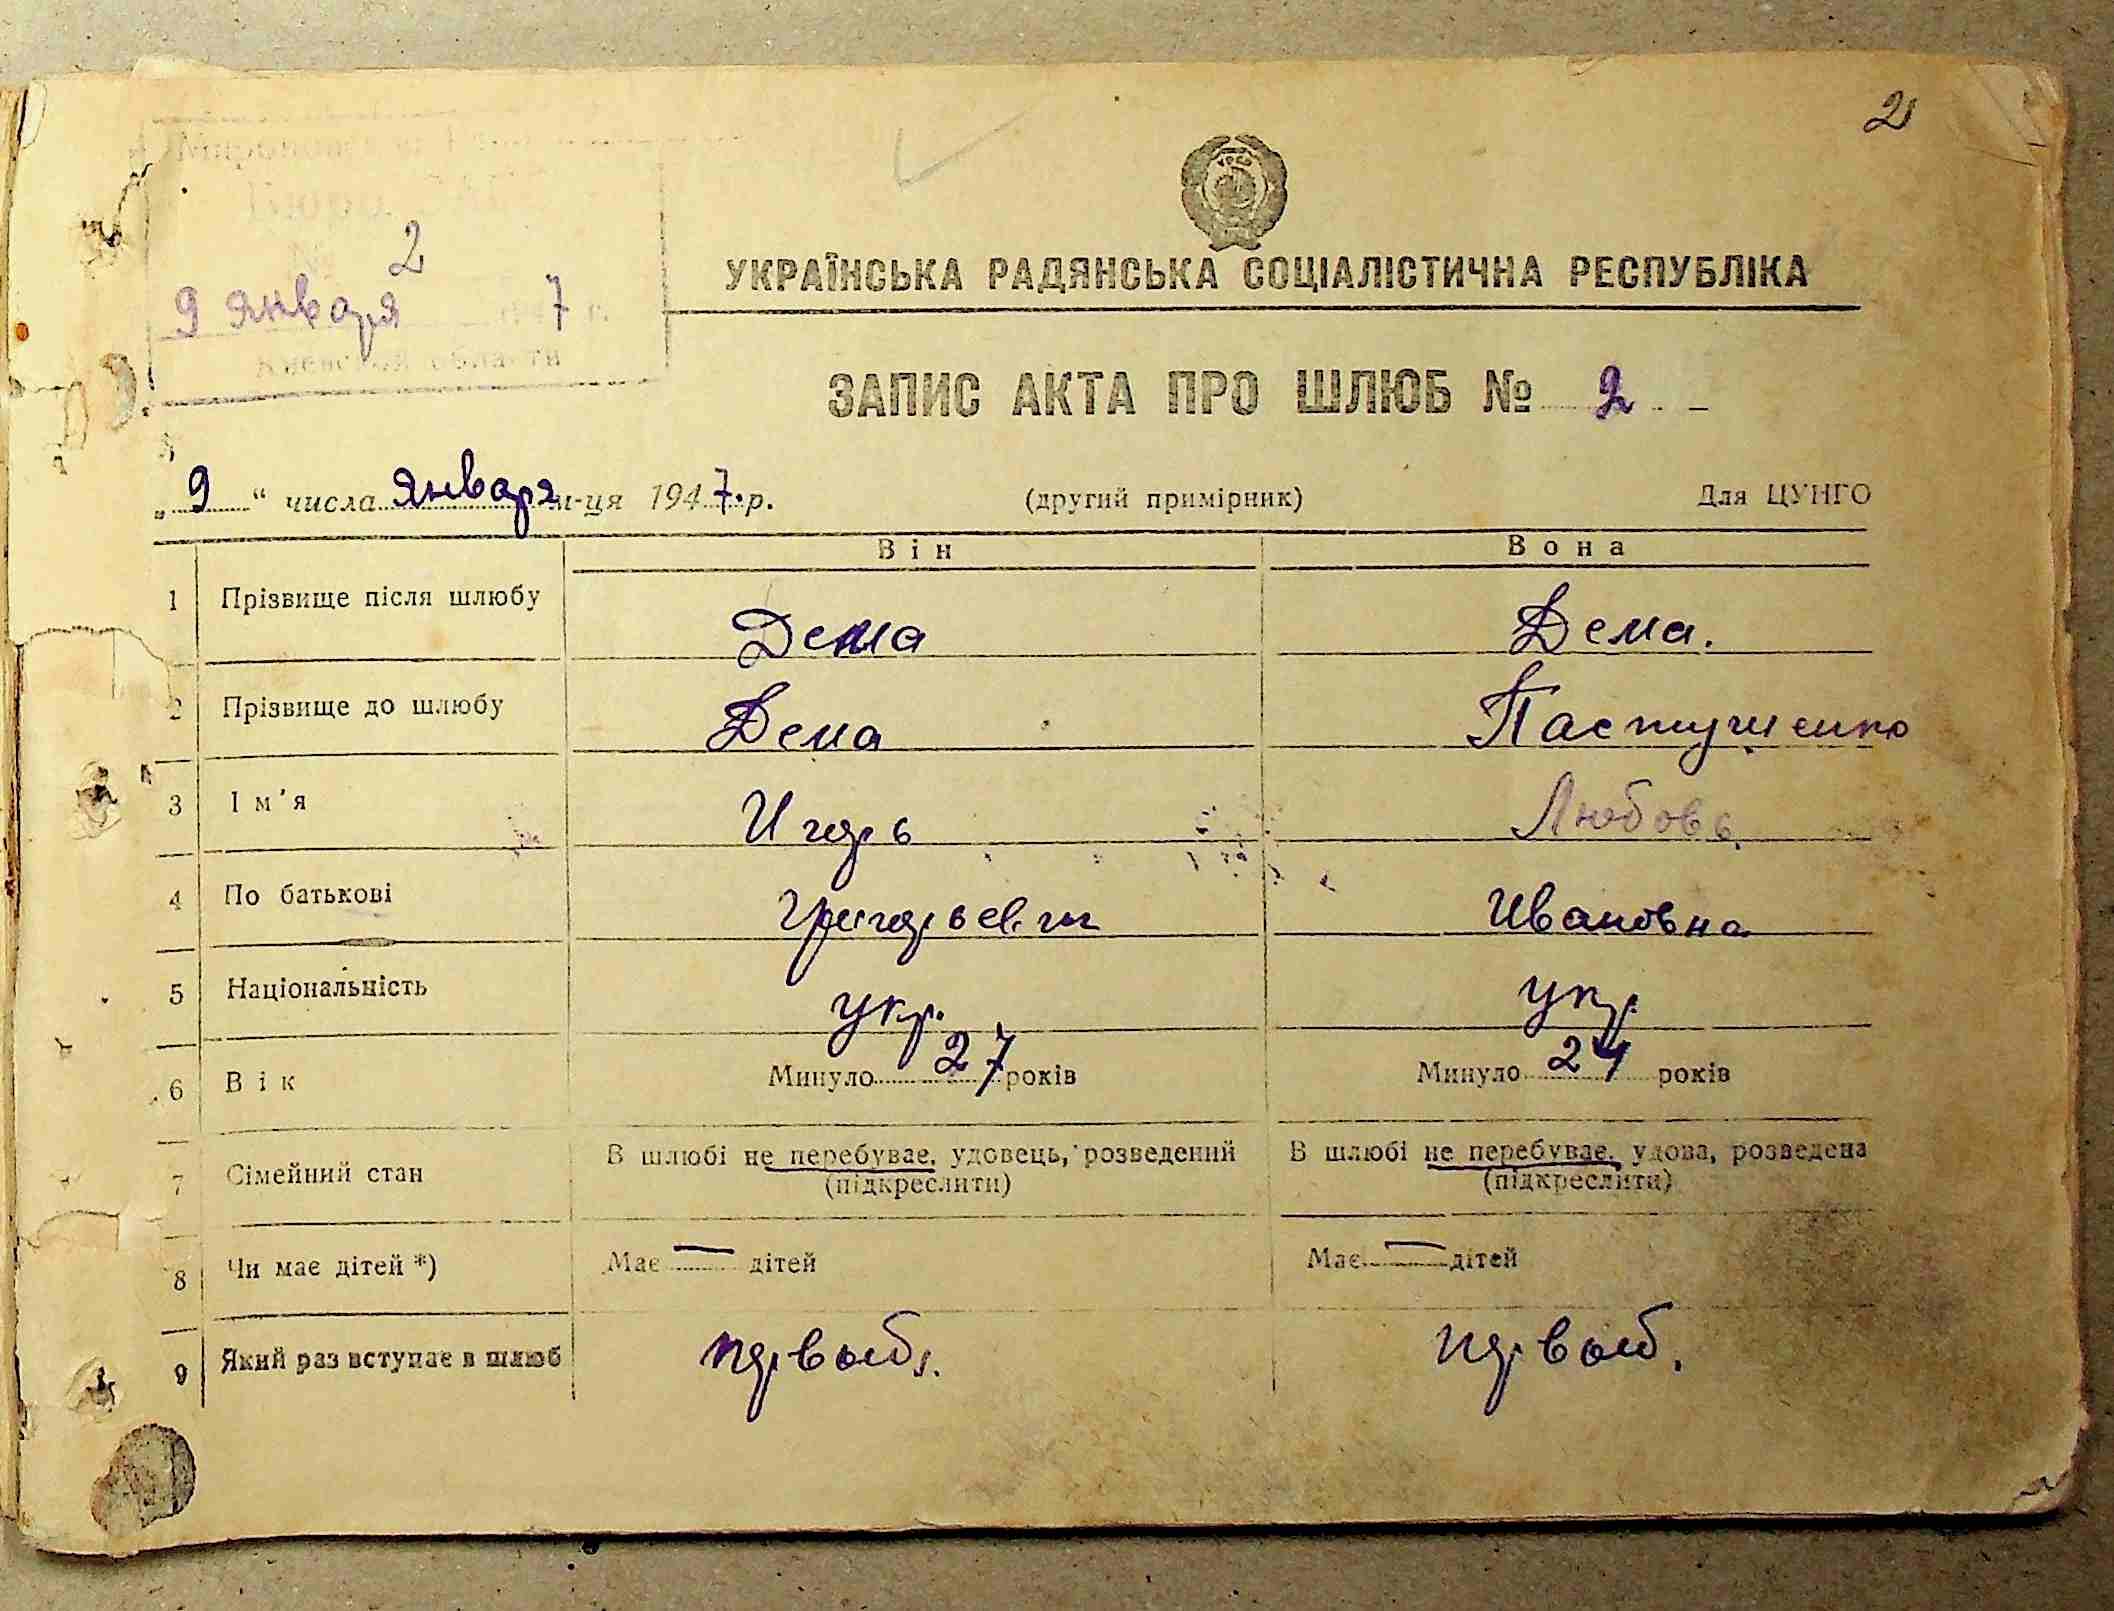 2
2
9 января 7 г.
Киевской области
УКРАЇНСЬКА РАДЯНСЬКА СОЦІАЛІСТИЧНА РЕСПУБЛІКА
ЗАПИС АКТА ПРО ШЛЮБ № 2
„ 9 “ числа января м-ця 1947 р. (другий примірник) Для ЦУНГО
Він Вона
1 Прізвище після шлюбу Дема Дема.
2 Прізвище до шлюбу Дема Пастушенко
3 Ім'я Игорь Любовь
4 По батькові Григорьевич Ивановна
5 Національність укр. укр.
6 Вік Минуло 27 років Минуло 24 років
7 Сімейний стан В шлюбі не перебуває, удовець, розведений В шлюбі не перебуває, удова, розведена
(підкреслити) (підкреслити)
8 Чи має дітей *) Має — дітей Має — дітей
9 Який раз вступає в шлюб первый. первый.